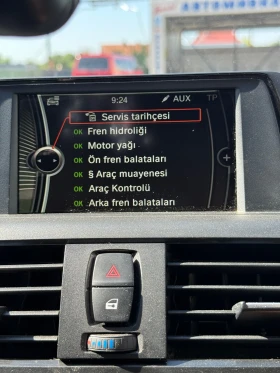 АВТОМОЙКА
9:24
AUX
TP
Servis tarihçesi
OK Fren hidroliği
OK Motor yağı
OK Ön fren balataları
OK § Araç muayenesi
OK Araç Kontrolü
OK Arka fren balataları